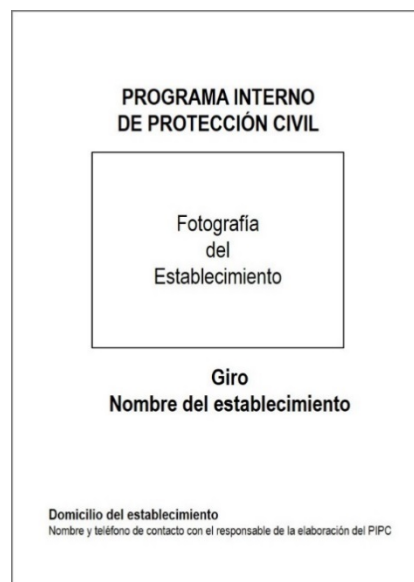 PROGRAMA INTERNO
DE PROTECCIÓN CIVIL
Fotografía
del
Establecimiento
Giro
Nombre del establecimiento
Domicilio del establecimiento
Nombre y teléfono de contacto con el responsable de la elaboración del PIPC